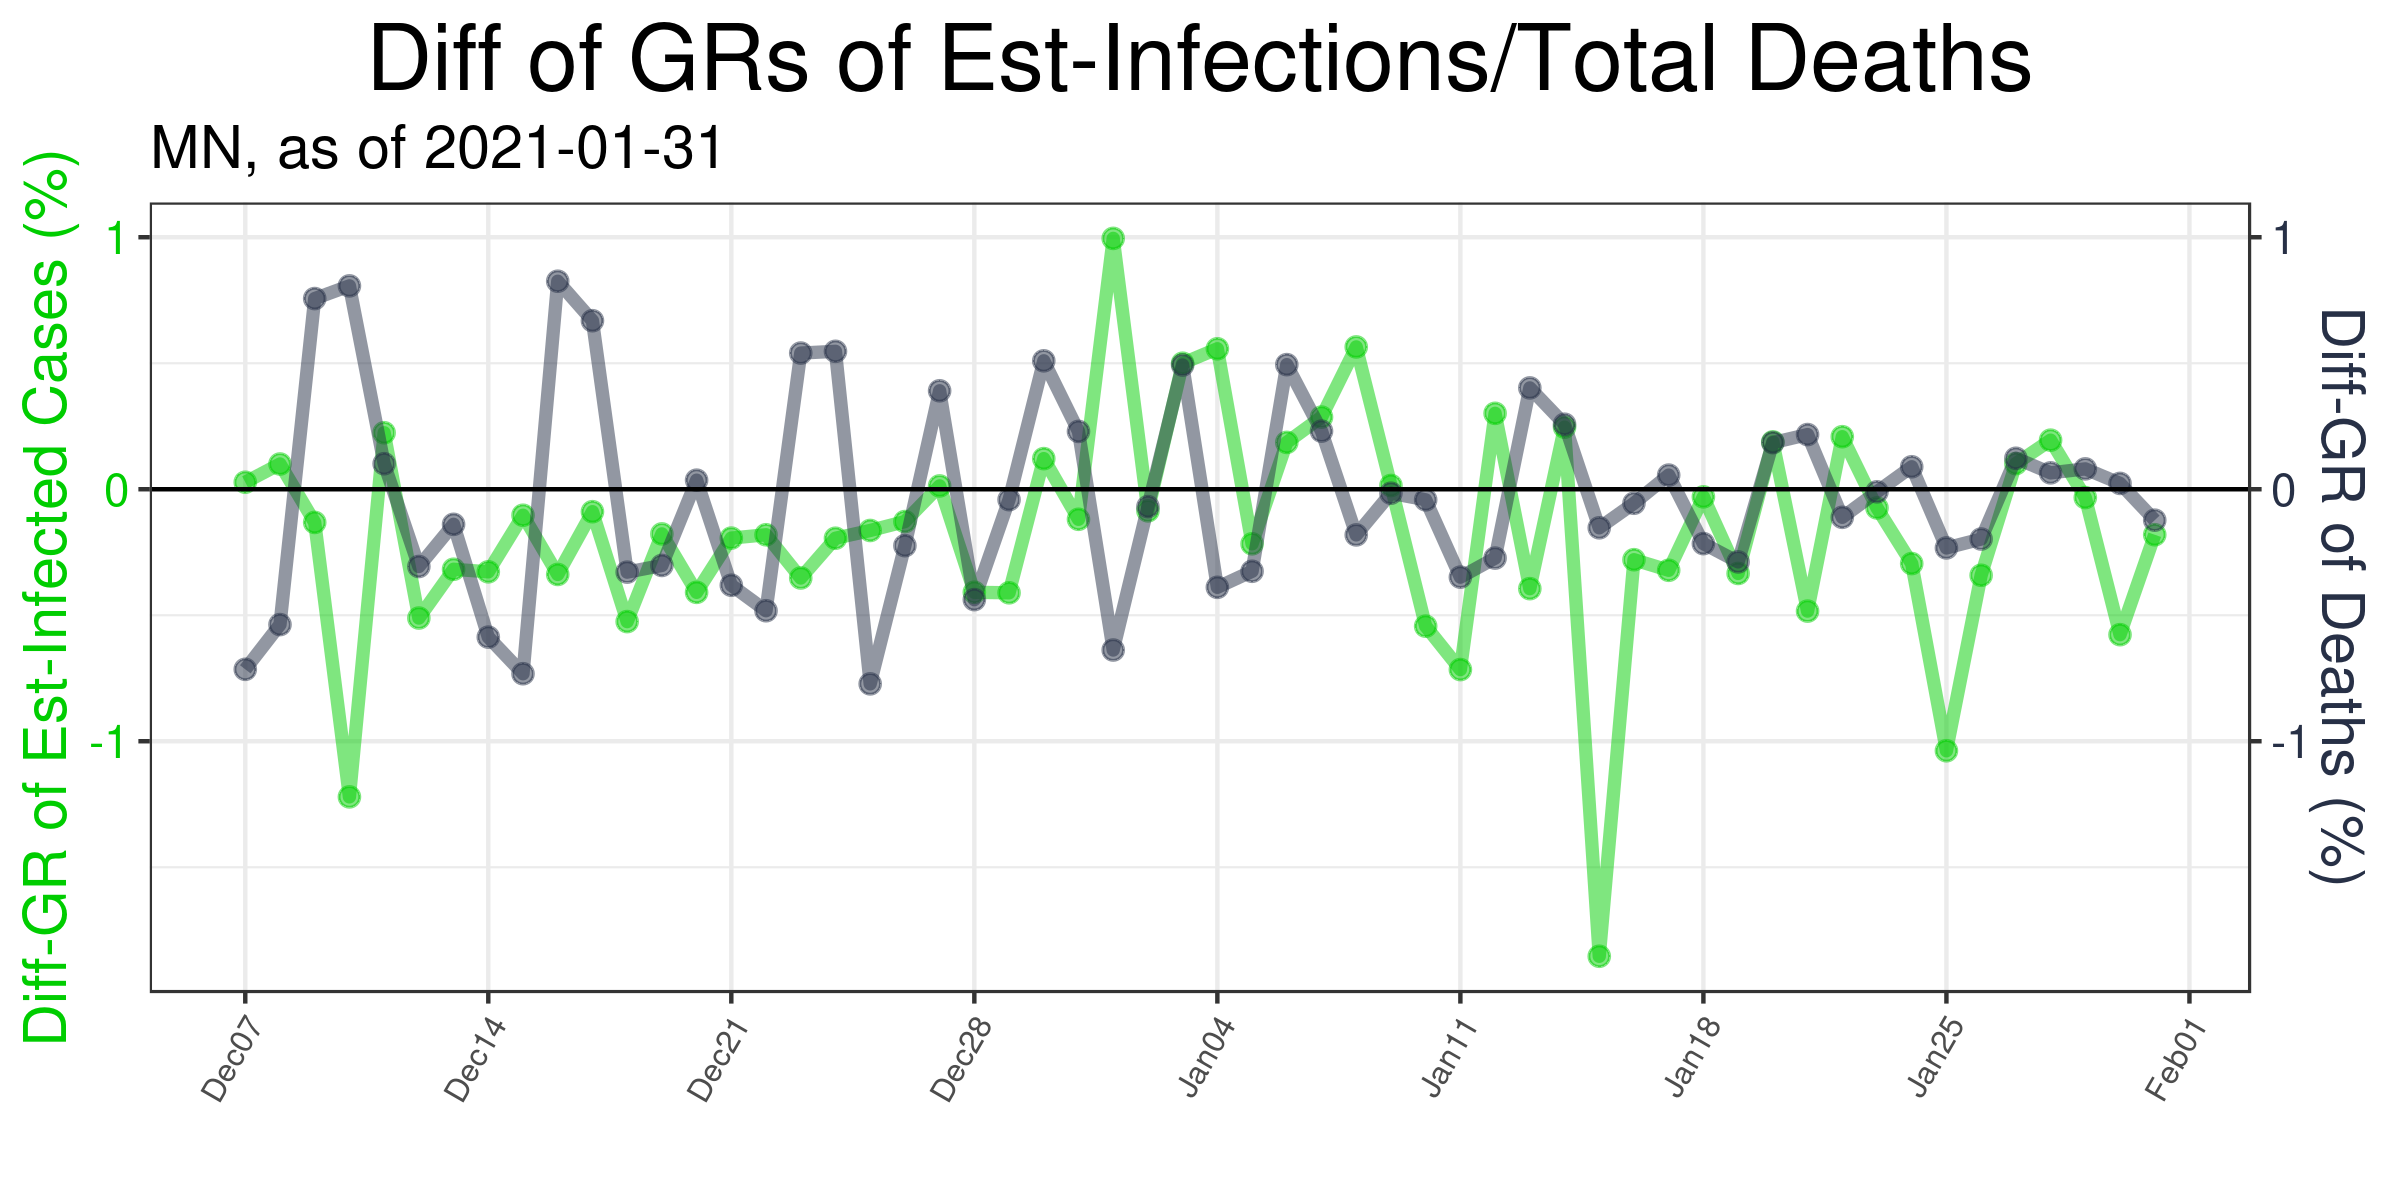 Diff of GRs of Est-Infections/Total Deaths
MN, as of 2021-01-31
Diff-GR of Est-Infected Cases (%)
1
0
-1
1
0
-1
Diff-GR of Deaths (%)
Dec07
Dec14
Dec21
Dec28
Jan04
Jan11
Jan18
Jan25
Feb01